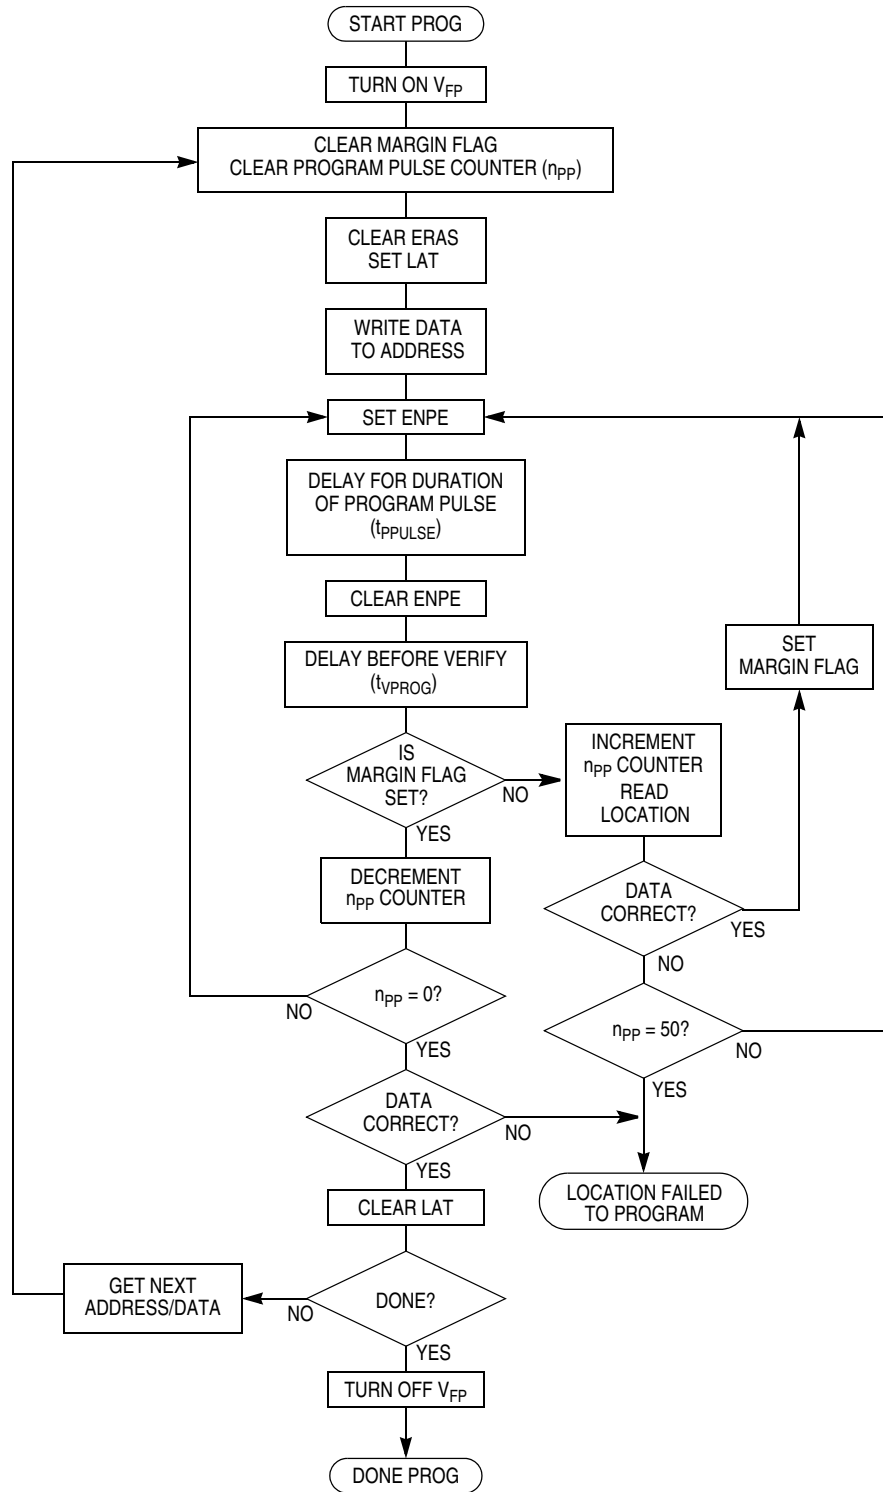 START PROG
TURN ON VFP
CLEAR MARGIN FLAG
CLEAR PROGRAM PULSE COUNTER (nPP)
CLEAR ERAS
SET LAT
WRITE DATA
TO ADDRESS
SET ENPE
DELAY FOR DURATION
OF PROGRAM PULSE
(tPPULSE)
CLEAR ENPE
DELAY BEFORE VERIFY
(tVPROG)
SET
MARGIN FLAG
IS
MARGIN FLAG
SET?
NO
YES
INCREMENT
nPP COUNTER
READ
LOCATION
DECREMENT
nPP COUNTER
DATA
CORRECT?
YES
NO
nPP = 0?
NO
YES
nPP = 50?
NO
YES
DATA
CORRECT?
NO
YES
LOCATION FAILED
TO PROGRAM
CLEAR LAT
GET NEXT
ADDRESS/DATA
DONE?
NO
YES
TURN OFF VFP
DONE PROG